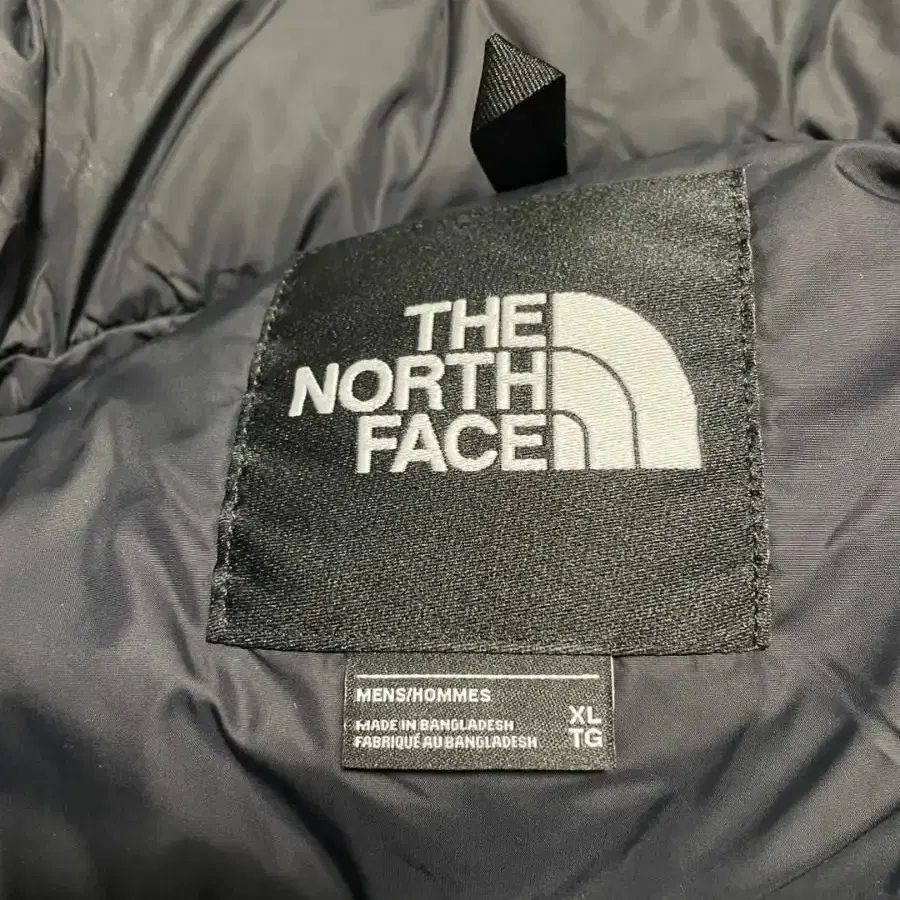 THE
NORTH
FACE
MENS/HOMMES
MADE IN BANGLADESH
FABRIQUÉ AU BANGLADESH
XL
TG